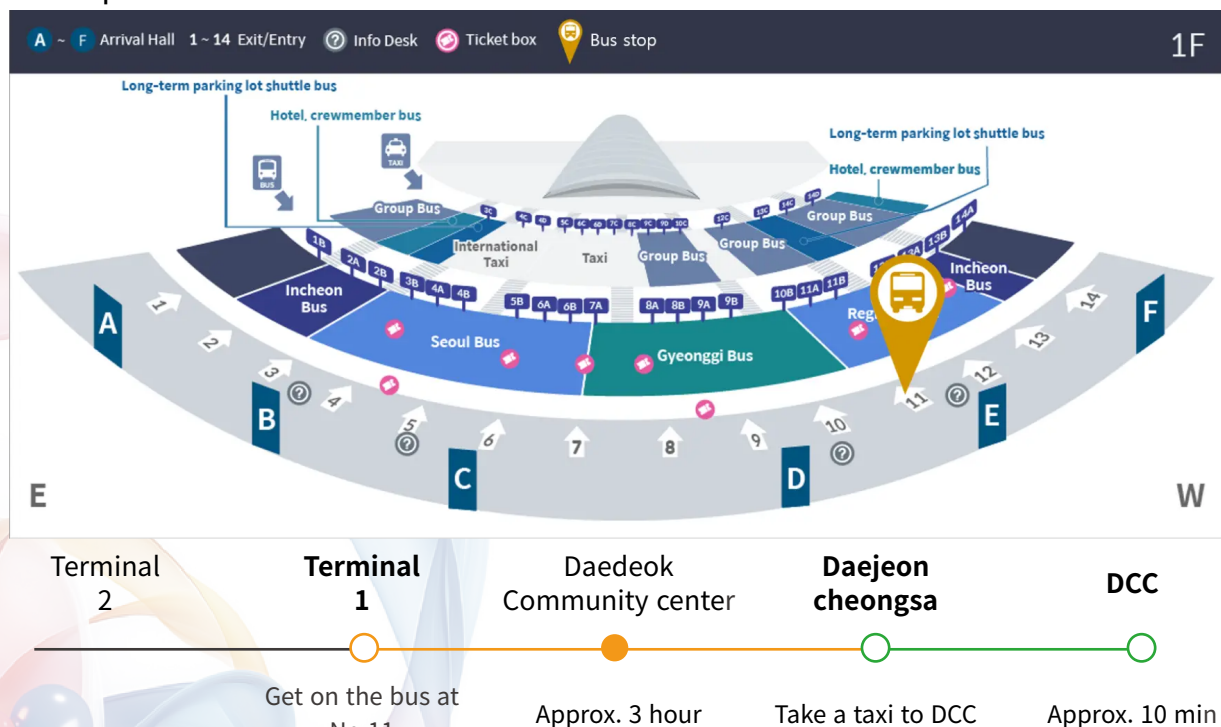 A ~ F Arrival Hall 1 ~ 14 Exit/Entry ? Info Desk Ticket box Bus stop 1F
Long-term parking lot shuttle bus
Hotel, crewmember bus
Long-term parking lot shuttle bus
Hotel, crewmember bus
BUS
TAXI
Group Bus
International
Taxi
Taxi
Group Bus
Group Bus
Group Bus
3C 4C 4D 5C 6C 6D 7C 8C 9C 9D 10C 12C 13C 14C 14D
1B 2A 2B 3B 4A 4B 5B 6A 6B 7A 8A 8B 9A 9B 10B 11A 11B 13B 14A
Incheon
Bus
Seoul Bus
Gyeonggi Bus
Incheon
Bus
1 2 3 4 5 6 7 8 9 10 11 12 13 14
A B C D E F
E W
Terminal
2
Terminal
1
Daedeok
Community center
Daejeon
cheongsa
DCC
Get on the bus at
Approx. 3 hour
Take a taxi to DCC
Approx. 10 min